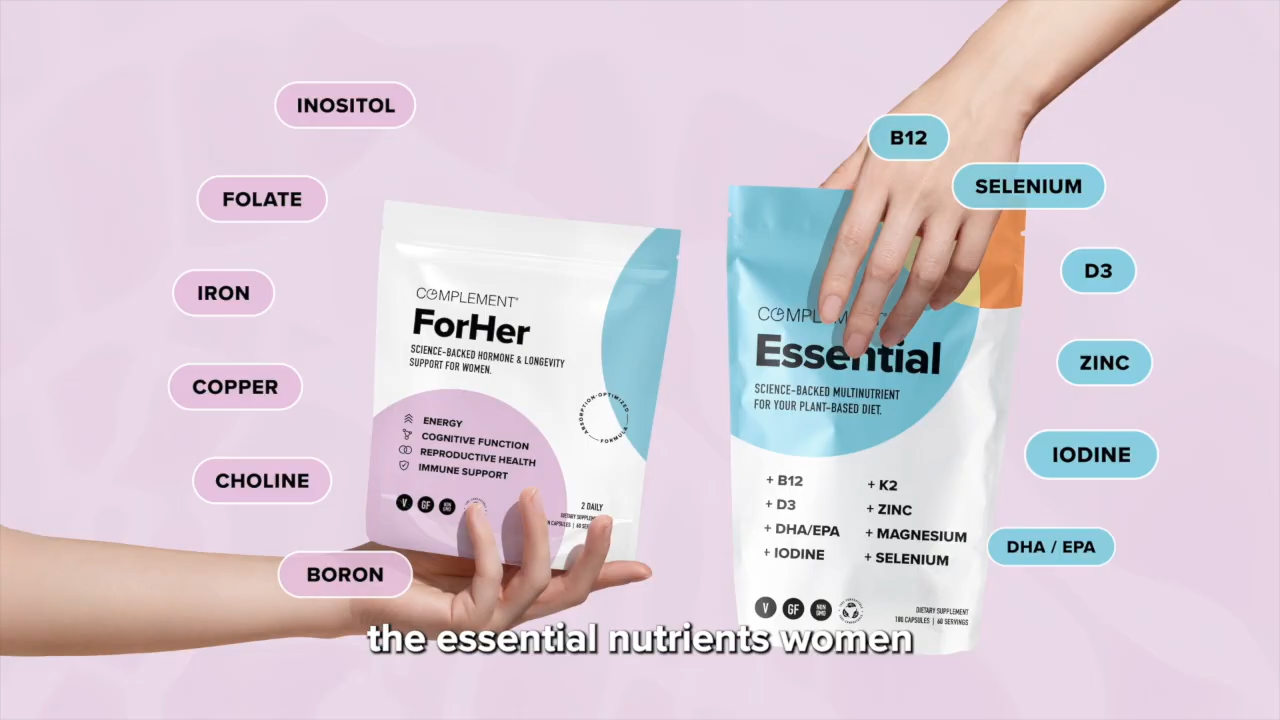 INOSITOL
FOLATE
IRON
COPPER
CHOLINE
BORON
COMPLEMENT
ForHer
SCIENCE-BACKED HORMONE & LONGEVITY
SUPPORT FOR WOMEN.
ABSORPTION-OPTIMIZED
FORMULA
ENERGY
COGNITIVE FUNCTION
REPRODUCTIVE HEALTH
IMMUNE SUPPORT
V
GF
NON
GMO
2 DAILY
B12
SELENIUM
D3
ZINC
IODINE
DHA / EPA
Essential
SCIENCE-BACKED MULTINUTRIENT
FOR YOUR PLANT-BASED DIET.
+ B12
+ D3
+ DHA/EPA
+ IODINE
+ K2
+ ZINC
+ MAGNESIUM
+ SELENIUM
V
GF
NON
GMO
DIETARY SUPPLEMENT
180 CAPSULES | 60 SERVINGS
the essential nutrients women